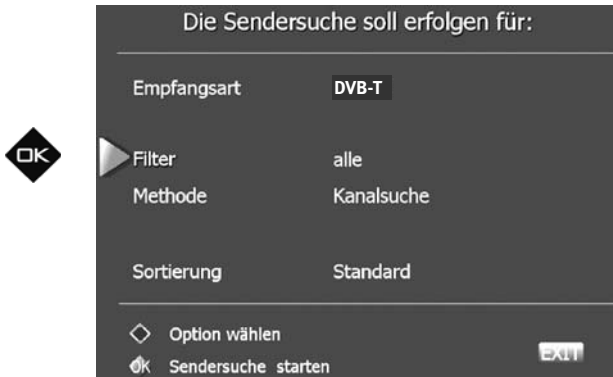 Die Sendersuche soll erfolgen für:
Empfangsart DVB-T
OK
Filter alle
Methode Kanalsuche
Sortierung Standard
Option wählen
OK Sendersuche starten
EXIT